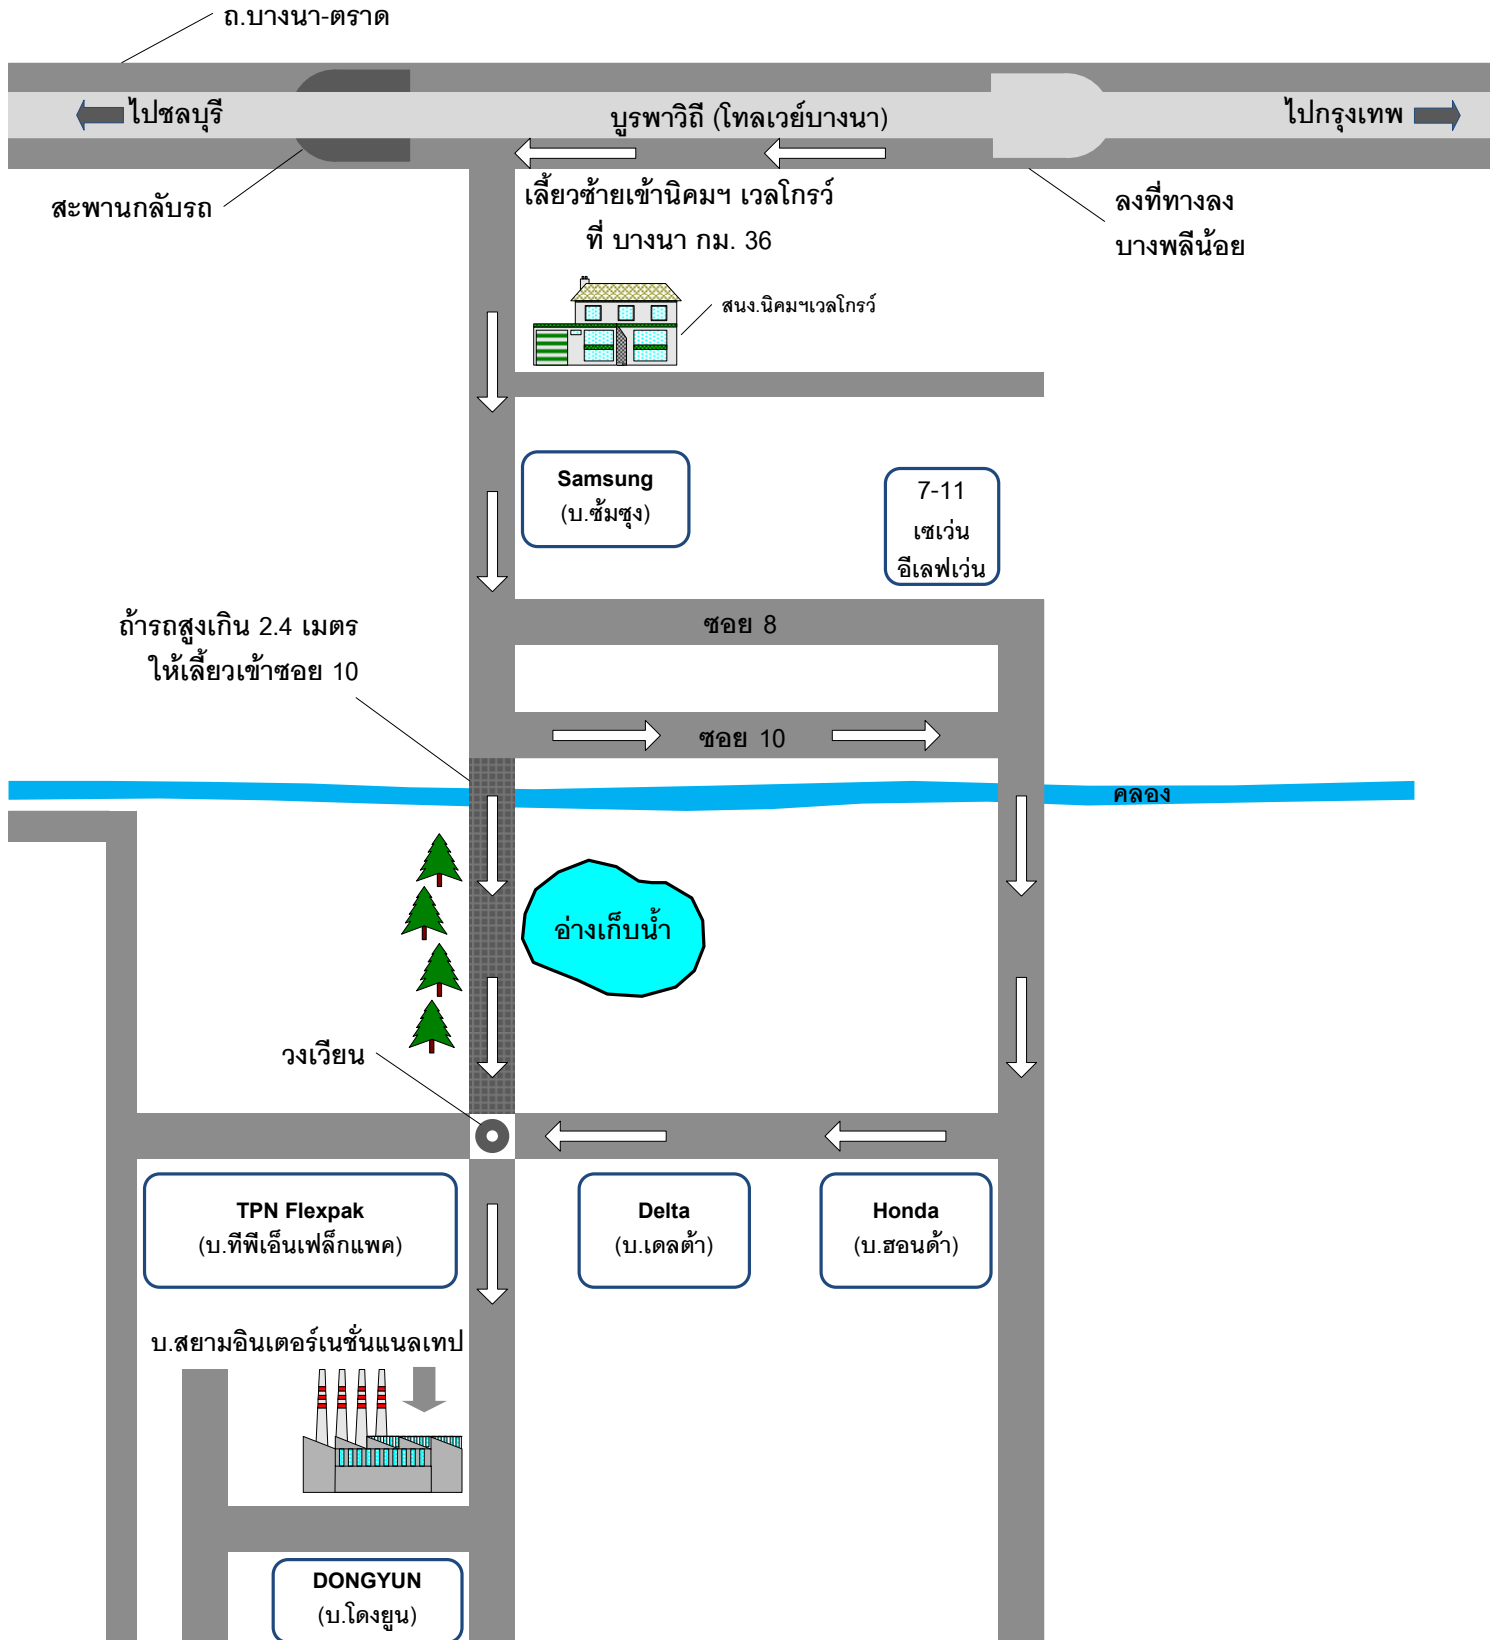 ถ.บางนา-ตราด
ไปชลบุรี
บูรพาวิถี (โทลเวย์บางนา)
ไปกรุงเทพ
สะพานกลับรถ
เลี้ยวซ้ายเข้านิคมฯ เวลโกรว์
ที่ บางนา กม. 36
ลงที่ทางลง
บางพลีน้อย
สนง.นิคมฯเวลโกรว์
Samsung
(บ.ซัมซุง)
7-11
เซเว่น
อีเลฟเว่น
ถ้ารถสูงเกิน 2.4 เมตร
ให้เลี้ยวเข้าซอย 10
ซอย 8
ซอย 10
คลอง
อ่างเก็บน้ำ
วงเวียน
TPN Flexpak
(บ.ทีพีเอ็นเฟล็กแพค)
Delta
(บ.เดลต้า)
Honda
(บ.ฮอนด้า)
บ.สยามอินเตอร์เนชั่นแนลเทป
DONGYUN
(บ.โดงยูน)